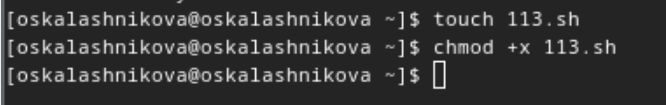 [oskalashnikova@oskalashnikova ~]$ touch 113.sh
[oskalashnikova@oskalashnikova ~]$ chmod +x 113.sh
[oskalashnikova@oskalashnikova ~]$